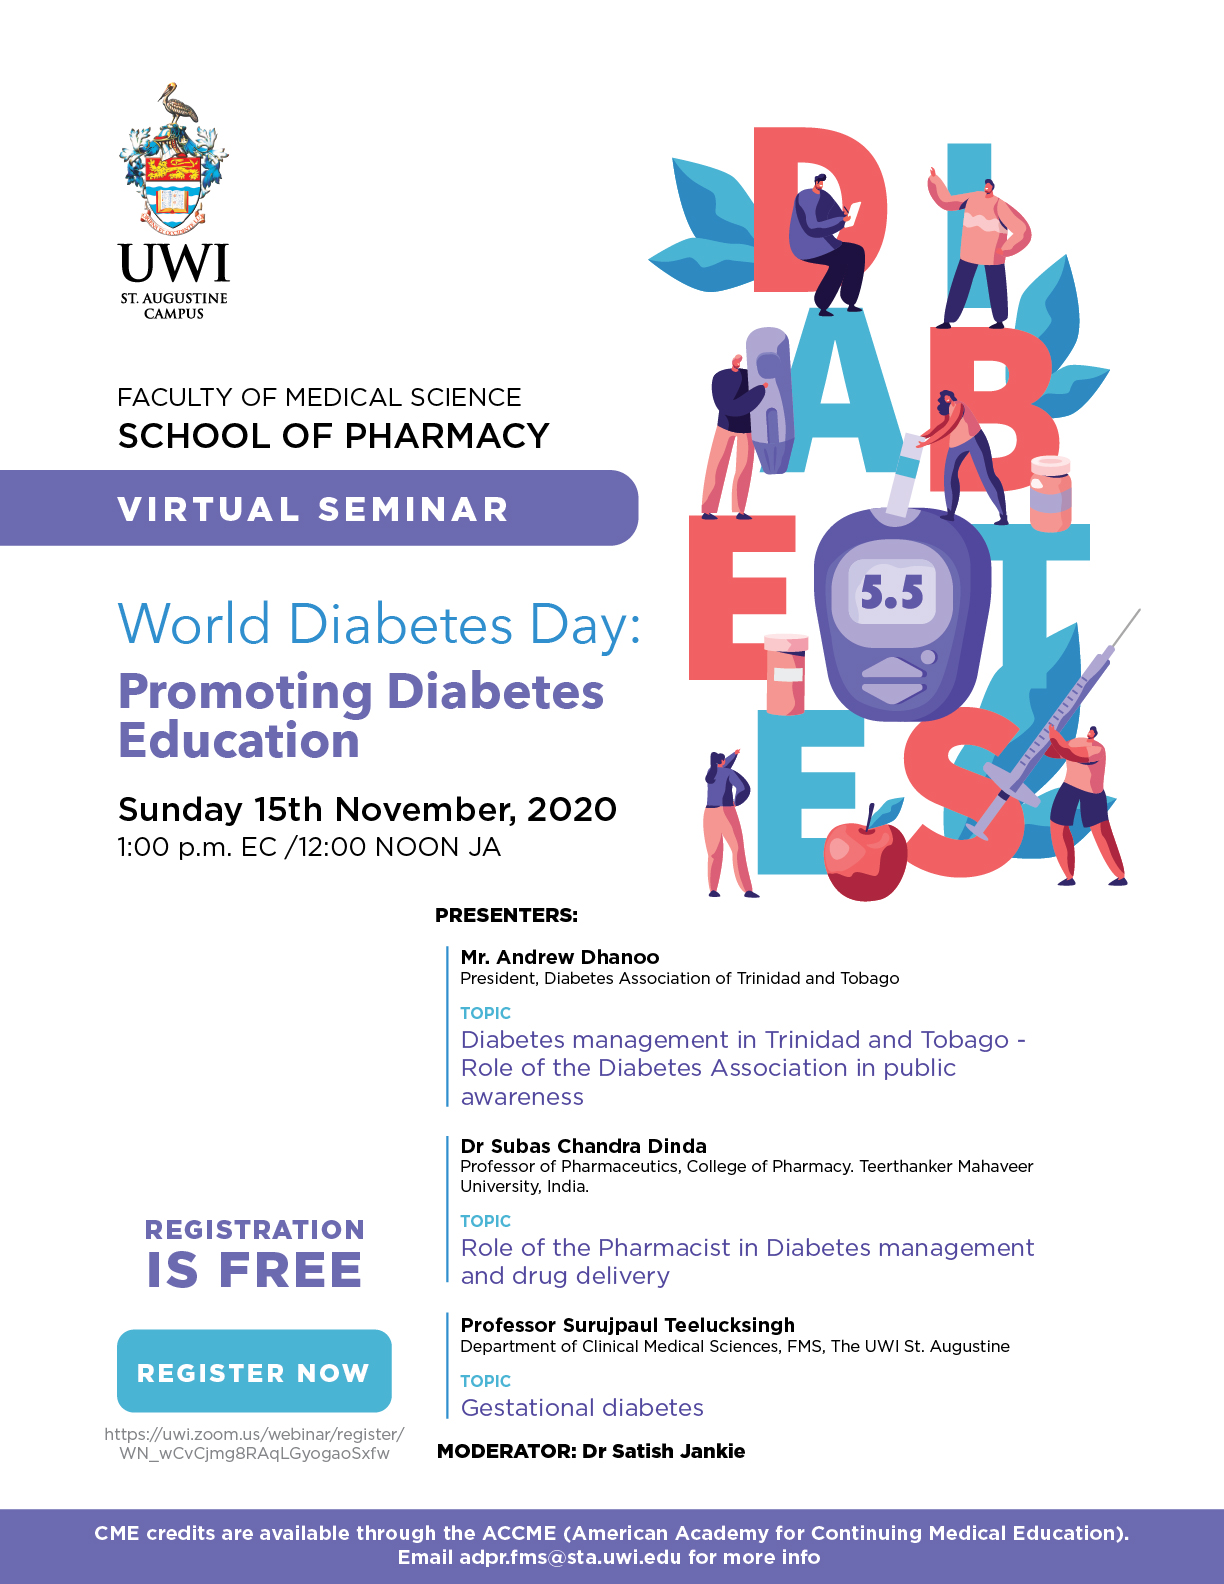 UWI
ST. AUGUSTINE
CAMPUS
FACULTY OF MEDICAL SCIENCE
SCHOOL OF PHARMACY
VIRTUAL SEMINAR
World Diabetes Day:
Promoting Diabetes
Education
Sunday 15th November, 2020
1:00 p.m. EC /12:00 NOON JA
DI
AB
E T
ES
5.5
PRESENTERS:
Mr. Andrew Dhanoo
President, Diabetes Association of Trinidad and Tobago
TOPIC
Diabetes management in Trinidad and Tobago -
Role of the Diabetes Association in public
awareness
Dr Subas Chandra Dinda
Professor of Pharmaceutics, College of Pharmacy. Teerthanker Mahaveer
University, India.
TOPIC
Role of the Pharmacist in Diabetes management
and drug delivery
Professor Surujpaul Teelucksingh
Department of Clinical Medical Sciences, FMS, The UWI St. Augustine
TOPIC
Gestational diabetes
MODERATOR: Dr Satish Jankie
REGISTRATION
IS FREE
REGISTER NOW
https://uwi.zoom.us/webinar/register/
WN_wCvCjmg8RAqLGyogaoSxfw
CME credits are available through the ACCME (American Academy for Continuing Medical Education).
Email adpr.fms@sta.uwi.edu for more info